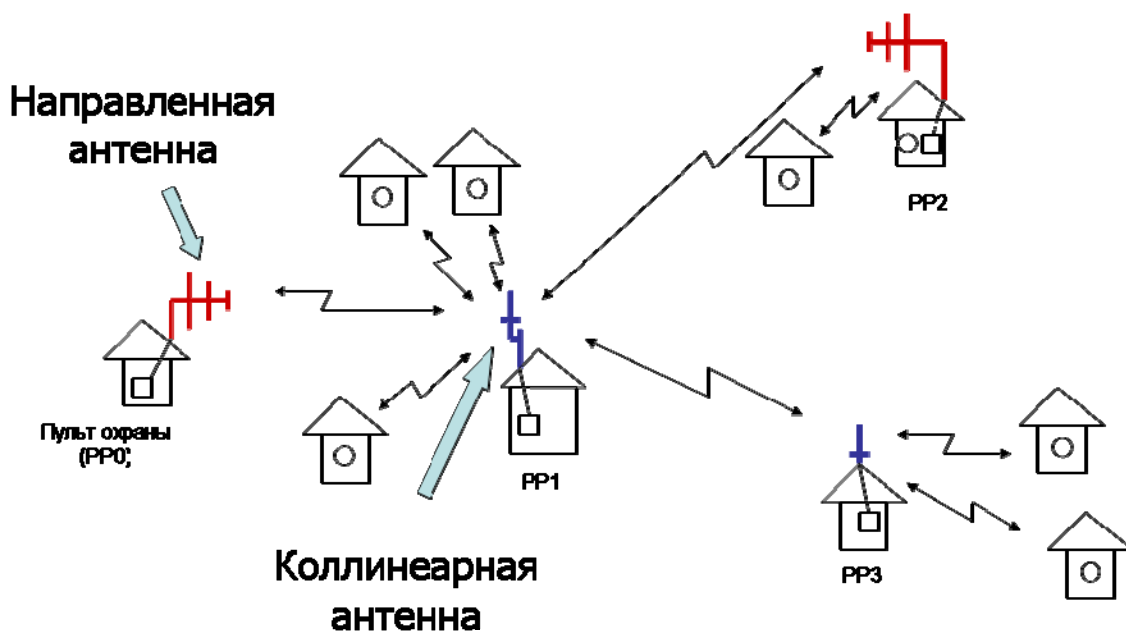 Направленная
антенна
PP2
Пульт охраны
(PP0;
PP1
PP3
Коллинеарная
антенна